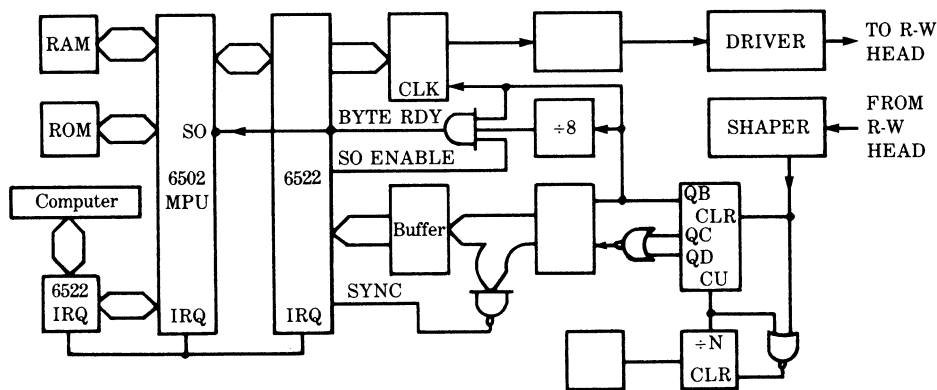 RAM
DRIVER
TO R-W
HEAD
CLK
FROM
R-W
HEAD
BYTE RDY
ROM
SO
÷8
SHAPER
SO ENABLE
6502
MPU
6522
Computer
Buffer
QB
CLR
QC
QD
CU
6522
IRQ
SYNC
IRQ
IRQ
÷N
CLR